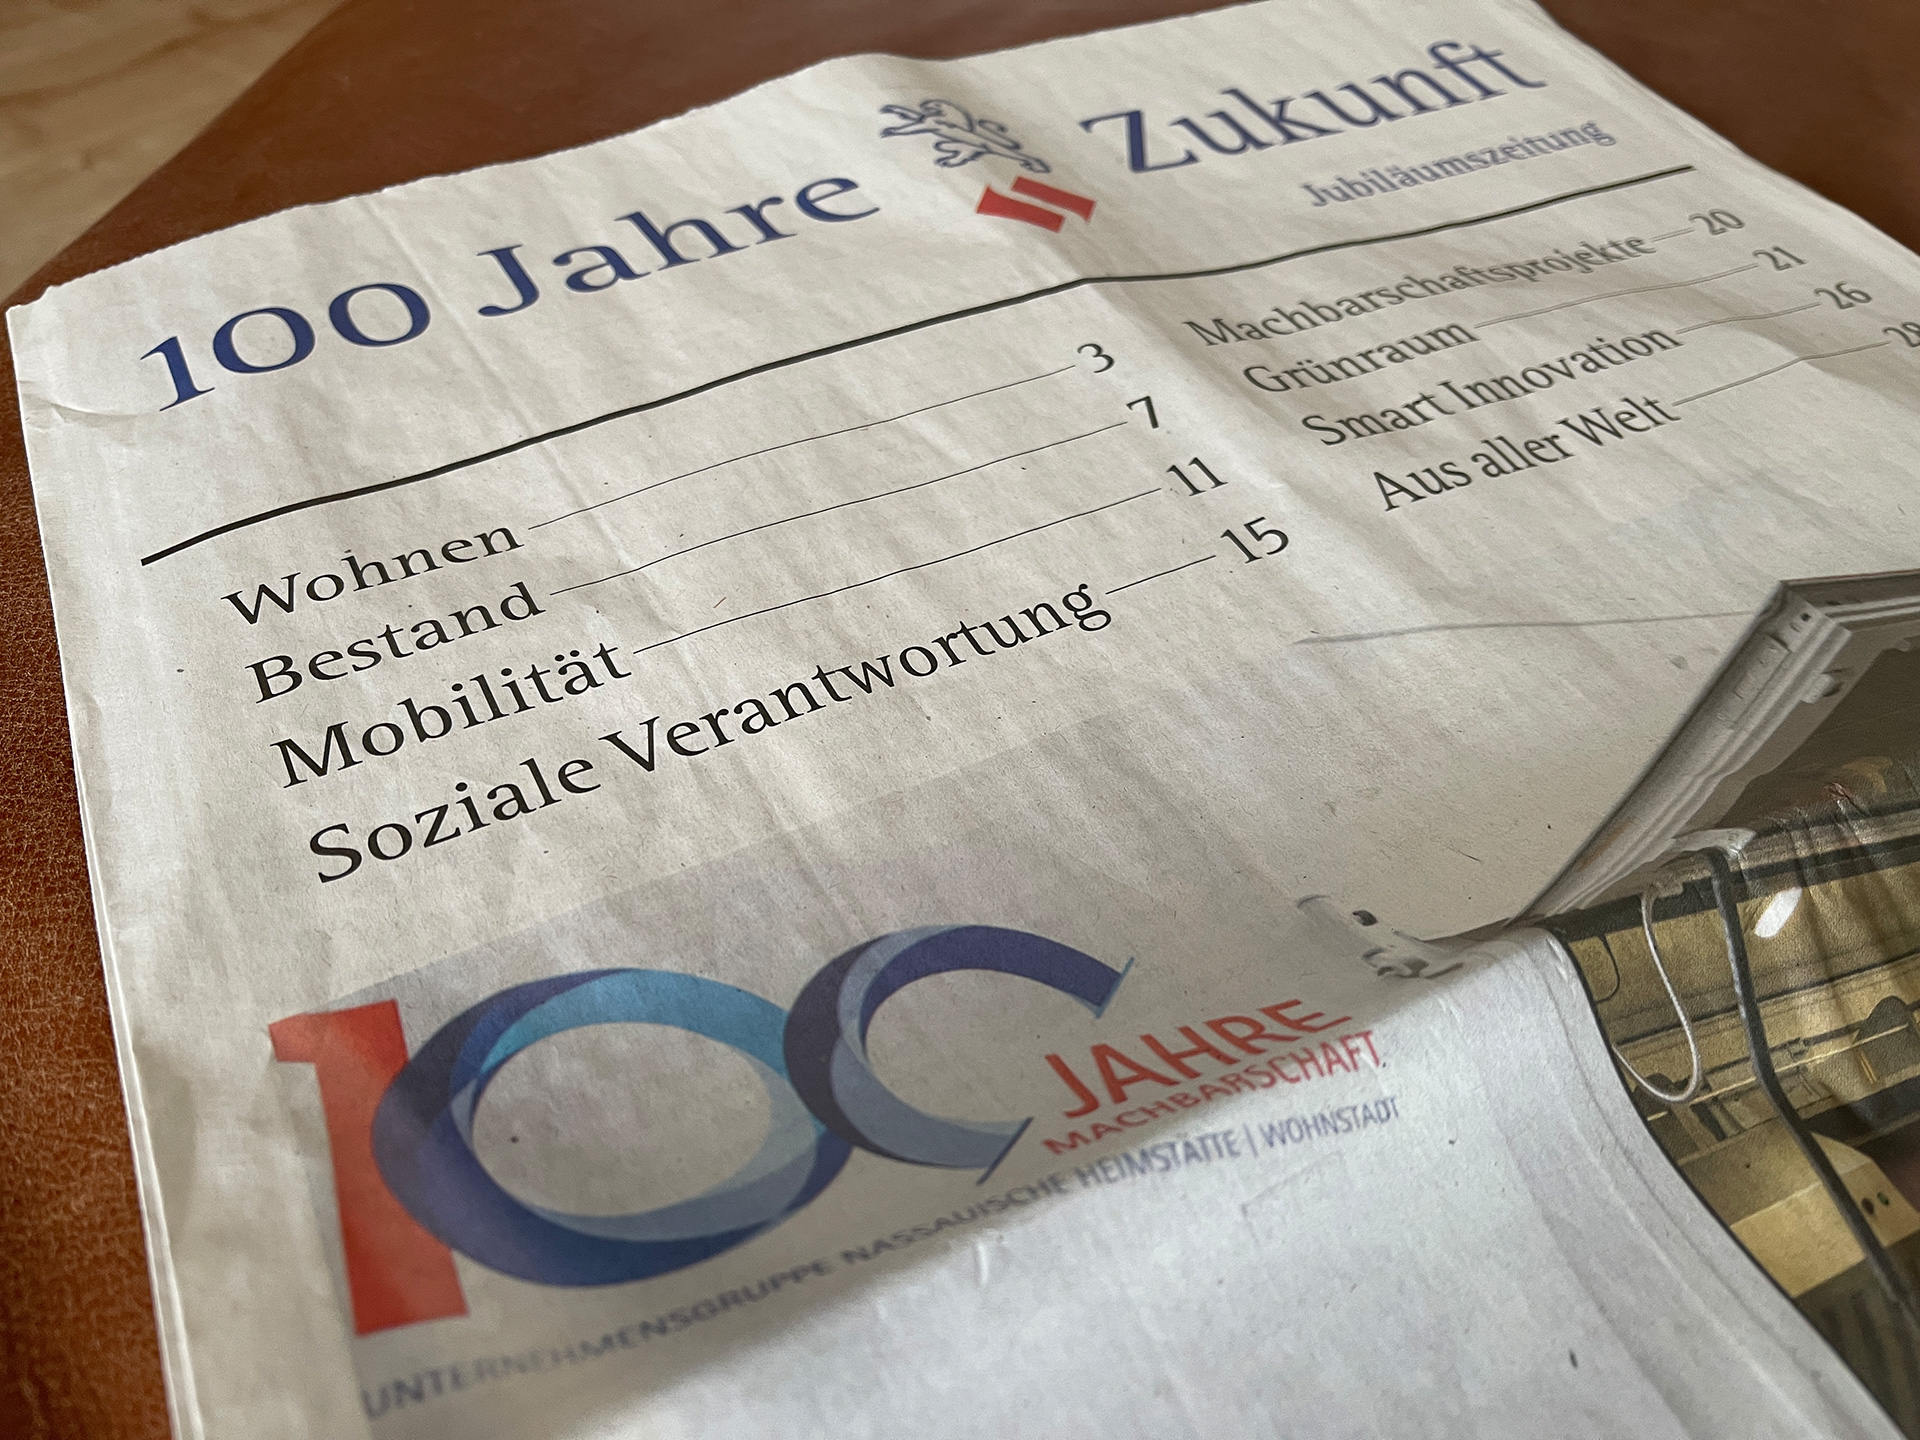 100 Jahre Zukunft
Jubiläumszeitung
Wohnen 3
Bestand 7
Mobilität 11
Soziale Verantwortung 15
Machbarschaftsprojekte 20
Grünraum 21
Smart Innovation 26
Aus aller Welt 28
100 JAHRE
MACHBARSCHAFT.
UNTERNEHMENSGRUPPE NASSAUISCHE HEIMSTÄTTE | WOHNSTADT